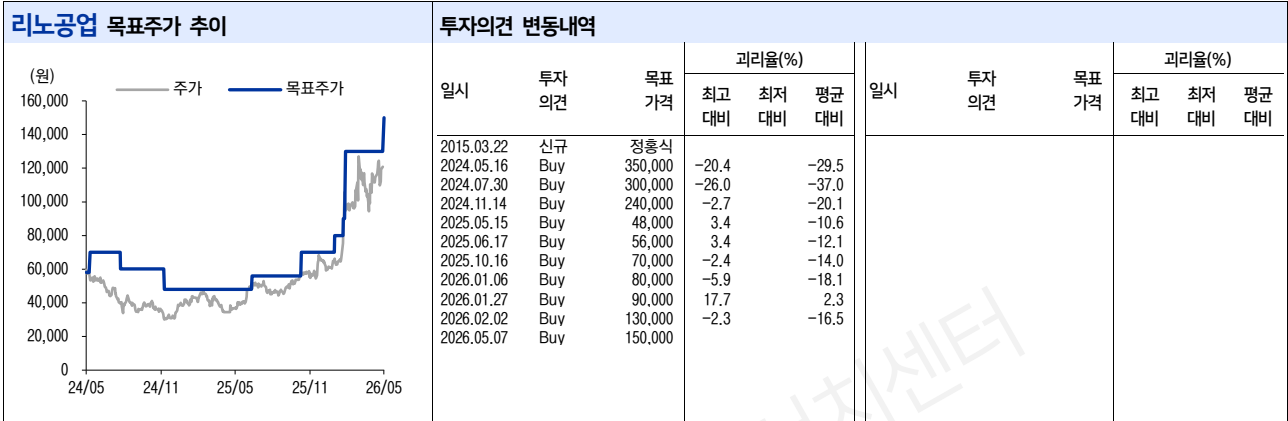 리노공업 목표주가 추이
(원)
주가
목표주가
160,000
140,000
120,000
100,000
80,000
60,000
40,000
20,000
0
24/05 24/11 25/05 25/11 26/05
투자의견 변동내역
일시 투자의견 목표가격 괴리율(%) 최고대비 최저대비 평균대비
일시 투자의견 목표가격 괴리율(%) 최고대비 최저대비 평균대비
2015.03.22 신규 정홍식
2024.05.16 Buy 350,000 -20.4 -29.5
2024.07.30 Buy 300,000 -26.0 -37.0
2024.11.14 Buy 240,000 -2.7 -20.1
2025.05.15 Buy 48,000 3.4 -10.6
2025.06.17 Buy 56,000 3.4 -12.1
2025.10.16 Buy 70,000 -2.4 -14.0
2026.01.06 Buy 80,000 -5.9 -18.1
2026.01.27 Buy 90,000 17.7 2.3
2026.02.02 Buy 130,000 -2.3 -16.5
2026.05.07 Buy 150,000
센터